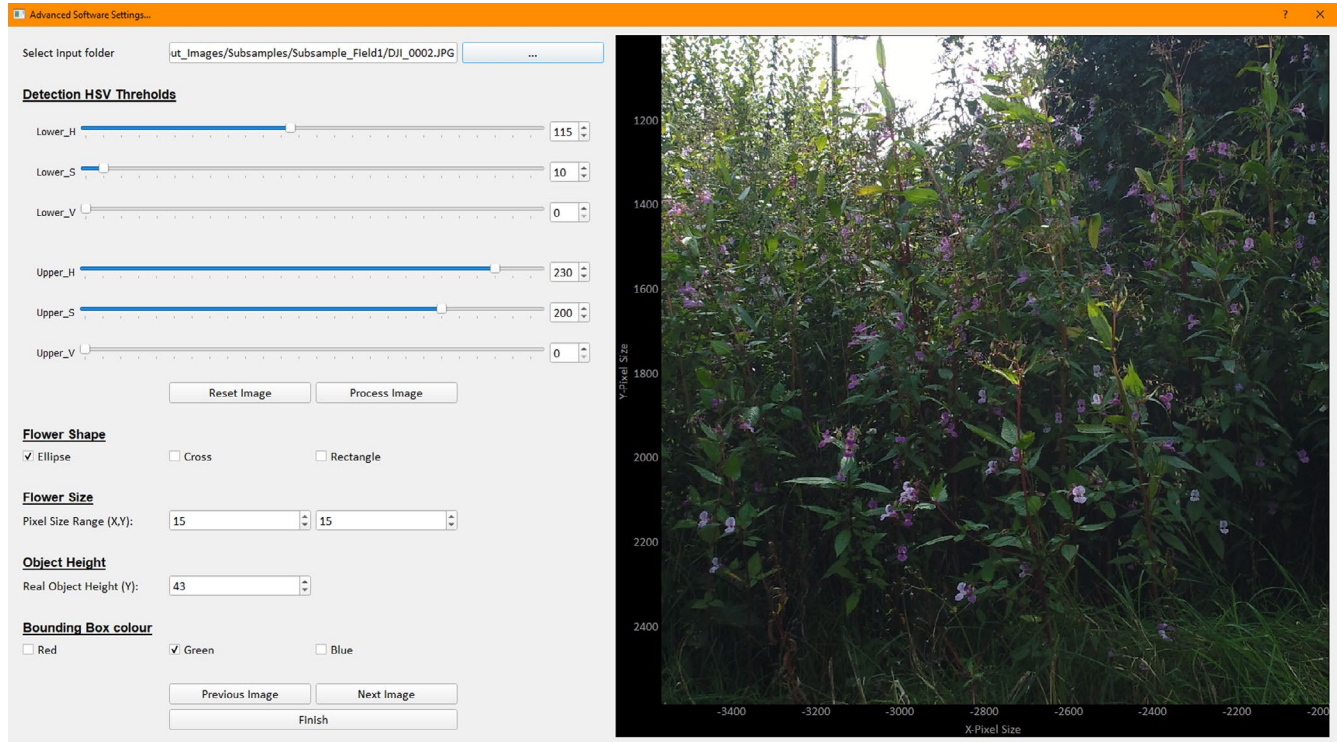 Advanced Software Settings...
? ×
Select Input folder
ut_Images/Subsamples/Subsample_Field1/DJI_0002.JPG
...
Detection HSV Threholds
Lower_H
115
Lower_S
10
Lower_V
0
Upper_H
230
Upper_S
200
Upper_V
0
Reset Image
Process Image
Flower Shape
Ellipse
Cross
Rectangle
Flower Size
Pixel Size Range (X,Y):
15
15
Object Height
Real Object Height (Y):
43
Bounding Box colour
Red
Green
Blue
Previous Image
Next Image
Finish
1200
1400
1600
1800
2000
2200
2400
Y-Pixel Size
-3400
-3200
-3000
-2800
-2600
-2400
-2200
-200
X-Pixel Size